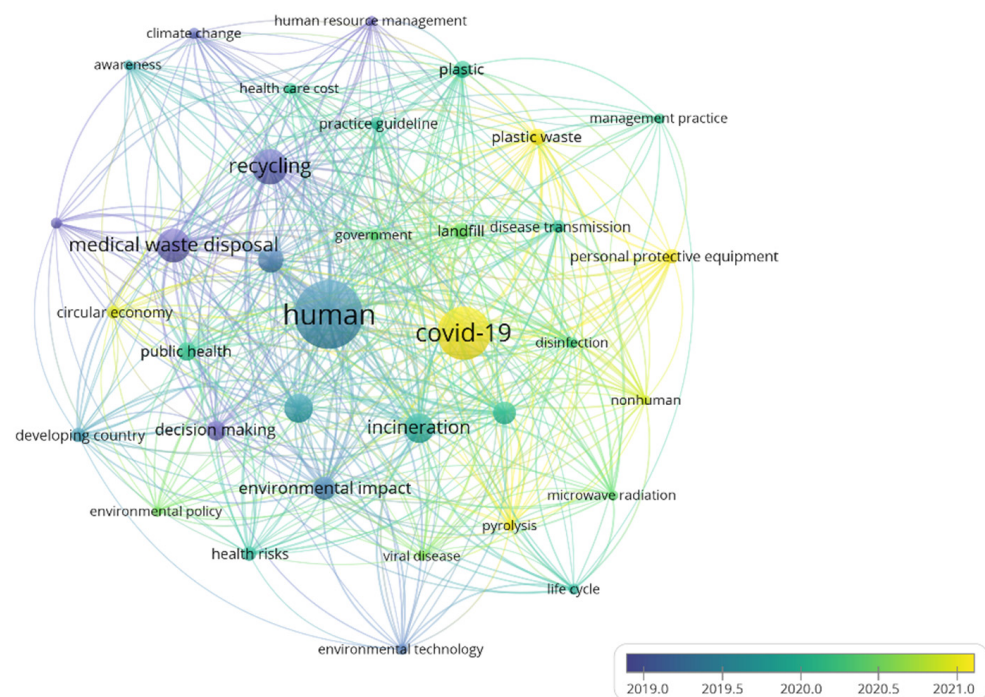 human resource management
climate change
awareness
plastic
health care cost
management practice
practice guideline
plastic waste
recycling
disease transmission
landfill
government
medical waste disposal
personal protective equipment
circular economy
human
covid-19
disinfection
public health
nonhuman
incineration
decision making
developing country
environmental impact
microwave radiation
environmental policy
pyrolysis
health risks
viral disease
life cycle
environmental technology
2019.0 2019.5 2020.0 2020.5 2021.0